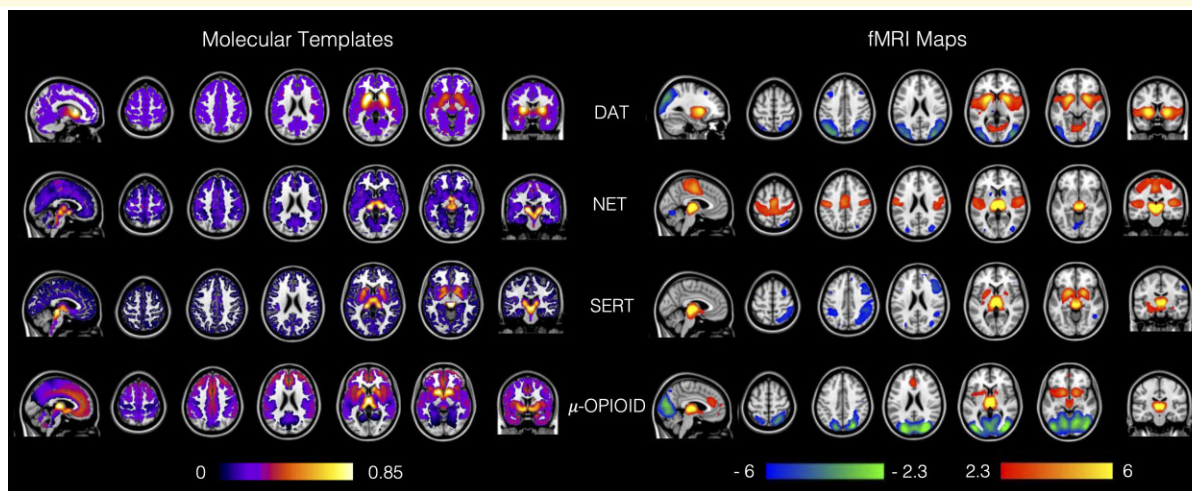 Molecular Templates
fMRI Maps
DAT
NET
SERT
μ-OPIOID
0
0.85
- 6
- 2.3
2.3
6